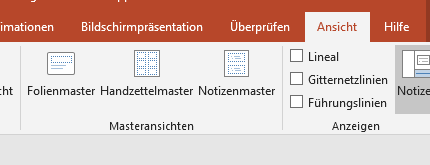 imationen Bildschirmpräsentation Überprüfen Ansicht Hilfe
Lineal
Gitternetzlinien
cht Folienmaster Handzettelmaster Notizenmaster Notize
Führungslinien
Masteransichten Anzeigen